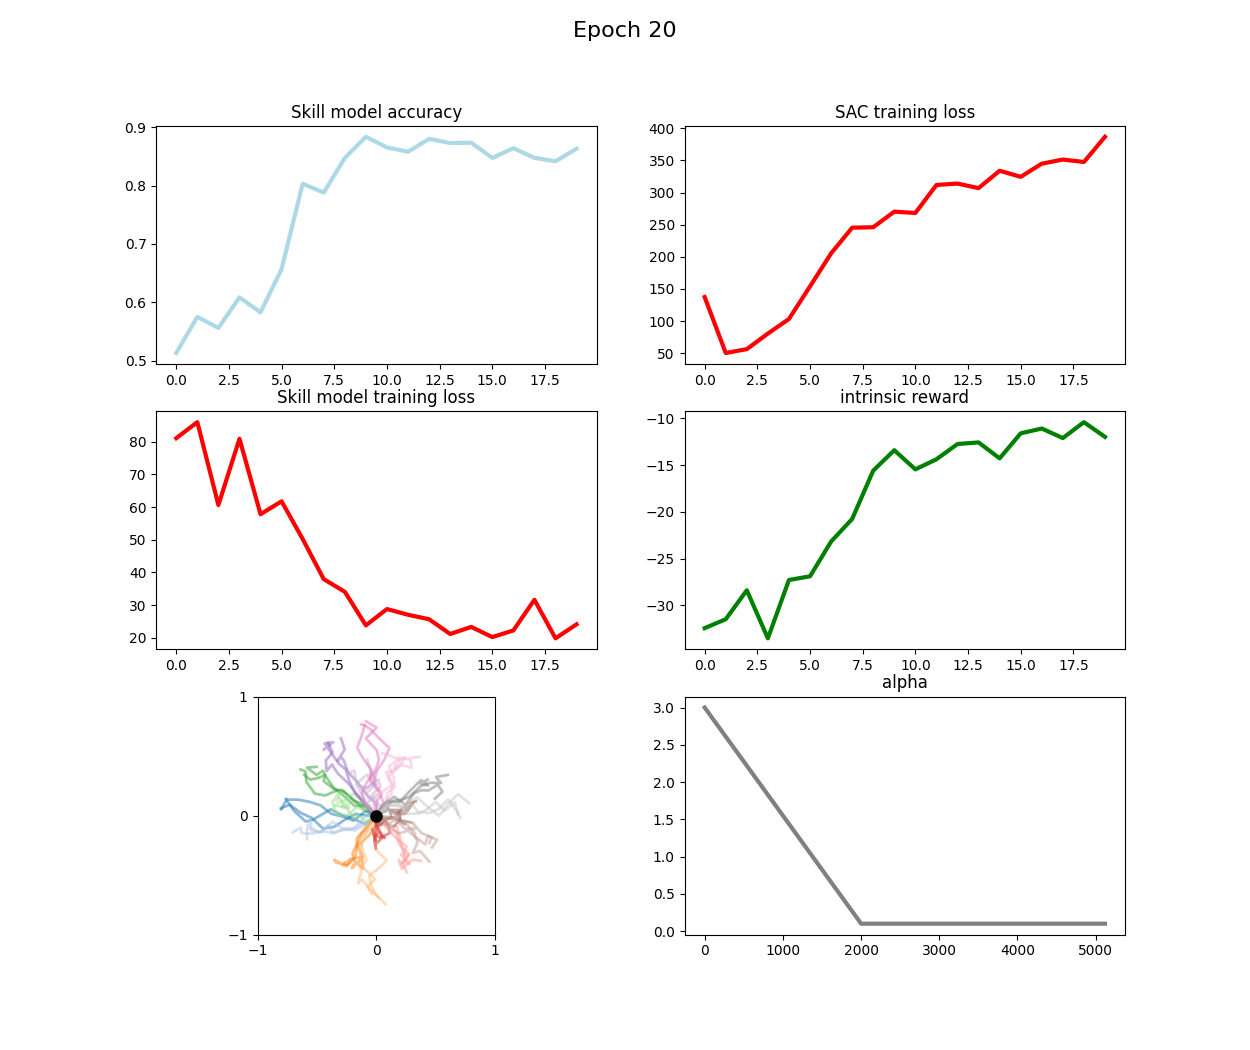 Epoch 20
Skill model accuracy
0.9
0.8
0.7
0.6
0.5
0.0 2.5 5.0 7.5 10.0 12.5 15.0 17.5
SAC training loss
400
350
300
250
200
150
100
50
0.0 2.5 5.0 7.5 10.0 12.5 15.0 17.5
Skill model training loss
80
70
60
50
40
30
20
0.0 2.5 5.0 7.5 10.0 12.5 15.0 17.5
intrinsic reward
−10
−15
−20
−25
−30
0.0 2.5 5.0 7.5 10.0 12.5 15.0 17.5
1
0
−1
−1 0 1
alpha
3.0
2.5
2.0
1.5
1.0
0.5
0.0
0 1000 2000 3000 4000 5000